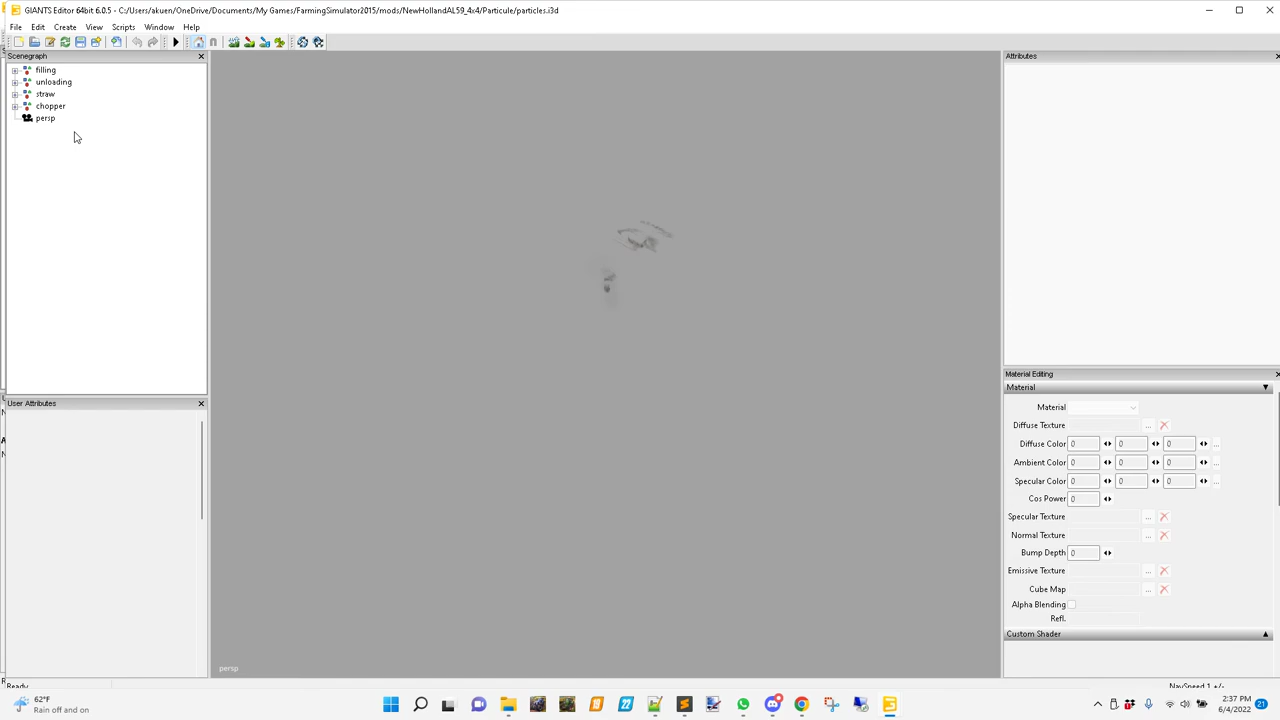 GIANTS Editor 64bit 6.0.5 - C:/Users/akuen/OneDrive/Documents/My Games/FarmingSimulator2015/mods/NewHollandAL59_4x4/Particule/particles.i3d
File Edit Create View Scripts Window Help
Scenegraph
Attributes
filling
unloading
straw
chopper
persp
Material Editing
Material
User Attributes
Material
Diffuse Texture ...
Diffuse Color 0 0 0 ...
Ambient Color 0 0 0 ...
Specular Color 0 0 0 ...
Cos Power 0
Specular Texture ...
Normal Texture ...
Bump Depth 0
Emissive Texture ...
Cube Map ...
Alpha Blending
Refl.
Custom Shader
persp
Ready
NavSpeed 1 +/-
62°F
Rain off and on
22
2:37 PM
6/4/2022
21